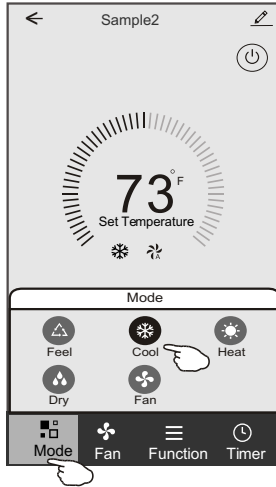 Sample2
73°F
Set Temperature
A
Mode
Feel Cool Heat
Dry Fan
Mode Fan Function Timer